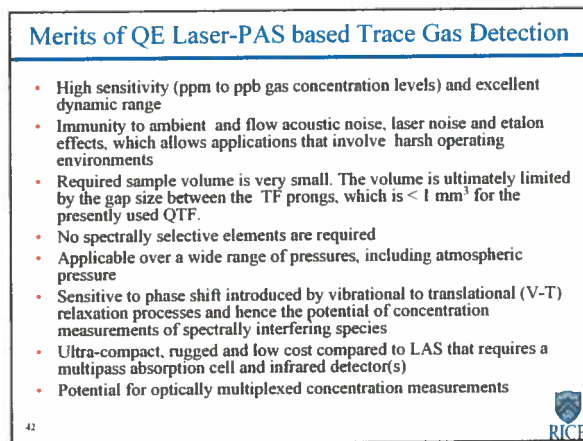 Merits of QE Laser-PAS based Trace Gas Detection
• High sensitivity (ppm to ppb gas concentration levels) and excellent
dynamic range
• Immunity to ambient and flow acoustic noise, laser noise and etalon
effects, which allows applications that involve harsh operating
environments
• Required sample volume is very small. The volume is ultimately limited
by the gap size between the TF prongs, which is < 1 mm³ for the
presently used QTF.
• No spectrally selective elements are required
• Applicable over a wide range of pressures, including atmospheric
pressure
• Sensitive to phase shift introduced by vibrational to translational (V-T)
relaxation processes and hence the potential of concentration
measurements of spectrally interfering species
• Ultra-compact, rugged and low cost compared to LAS that requires a
multipass absorption cell and infrared detector(s)
• Potential for optically multiplexed concentration measurements
42
RICE